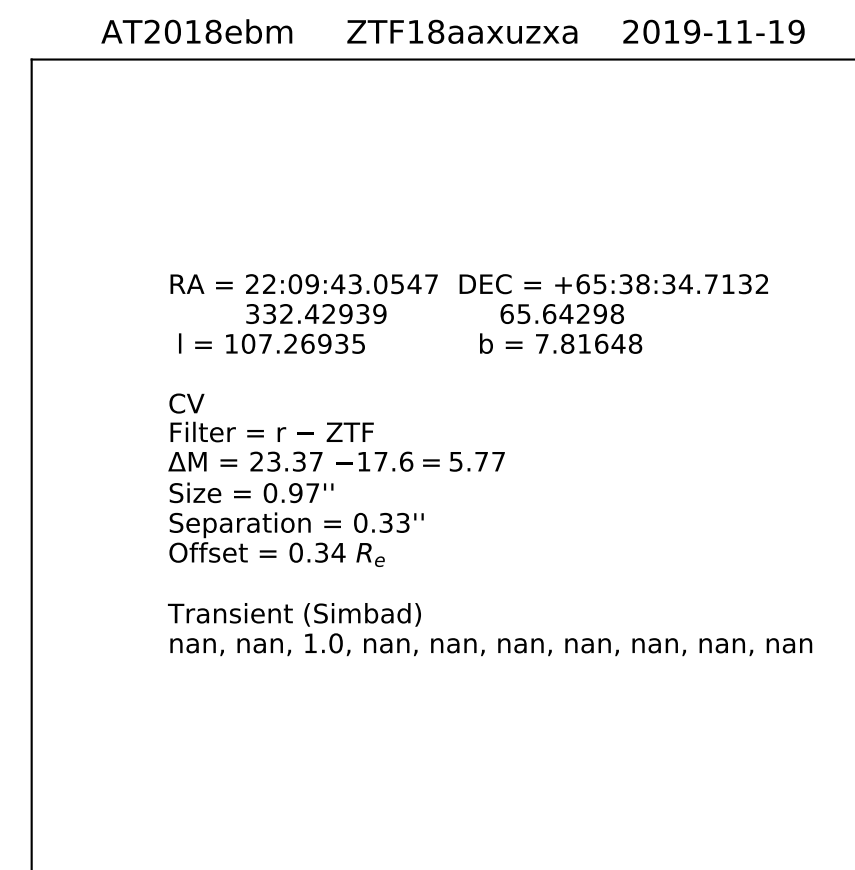 AT2018ebm ZTF18aaxuzxa 2019-11-19
RA = 22:09:43.0547 DEC = +65:38:34.7132
332.42939 65.64298
l = 107.26935 b = 7.81648
CV
Filter = r − ZTF
ΔM = 23.37 −17.6 = 5.77
Size = 0.97''
Separation = 0.33''
Offset = 0.34 Re
Transient (Simbad)
nan, nan, 1.0, nan, nan, nan, nan, nan, nan, nan